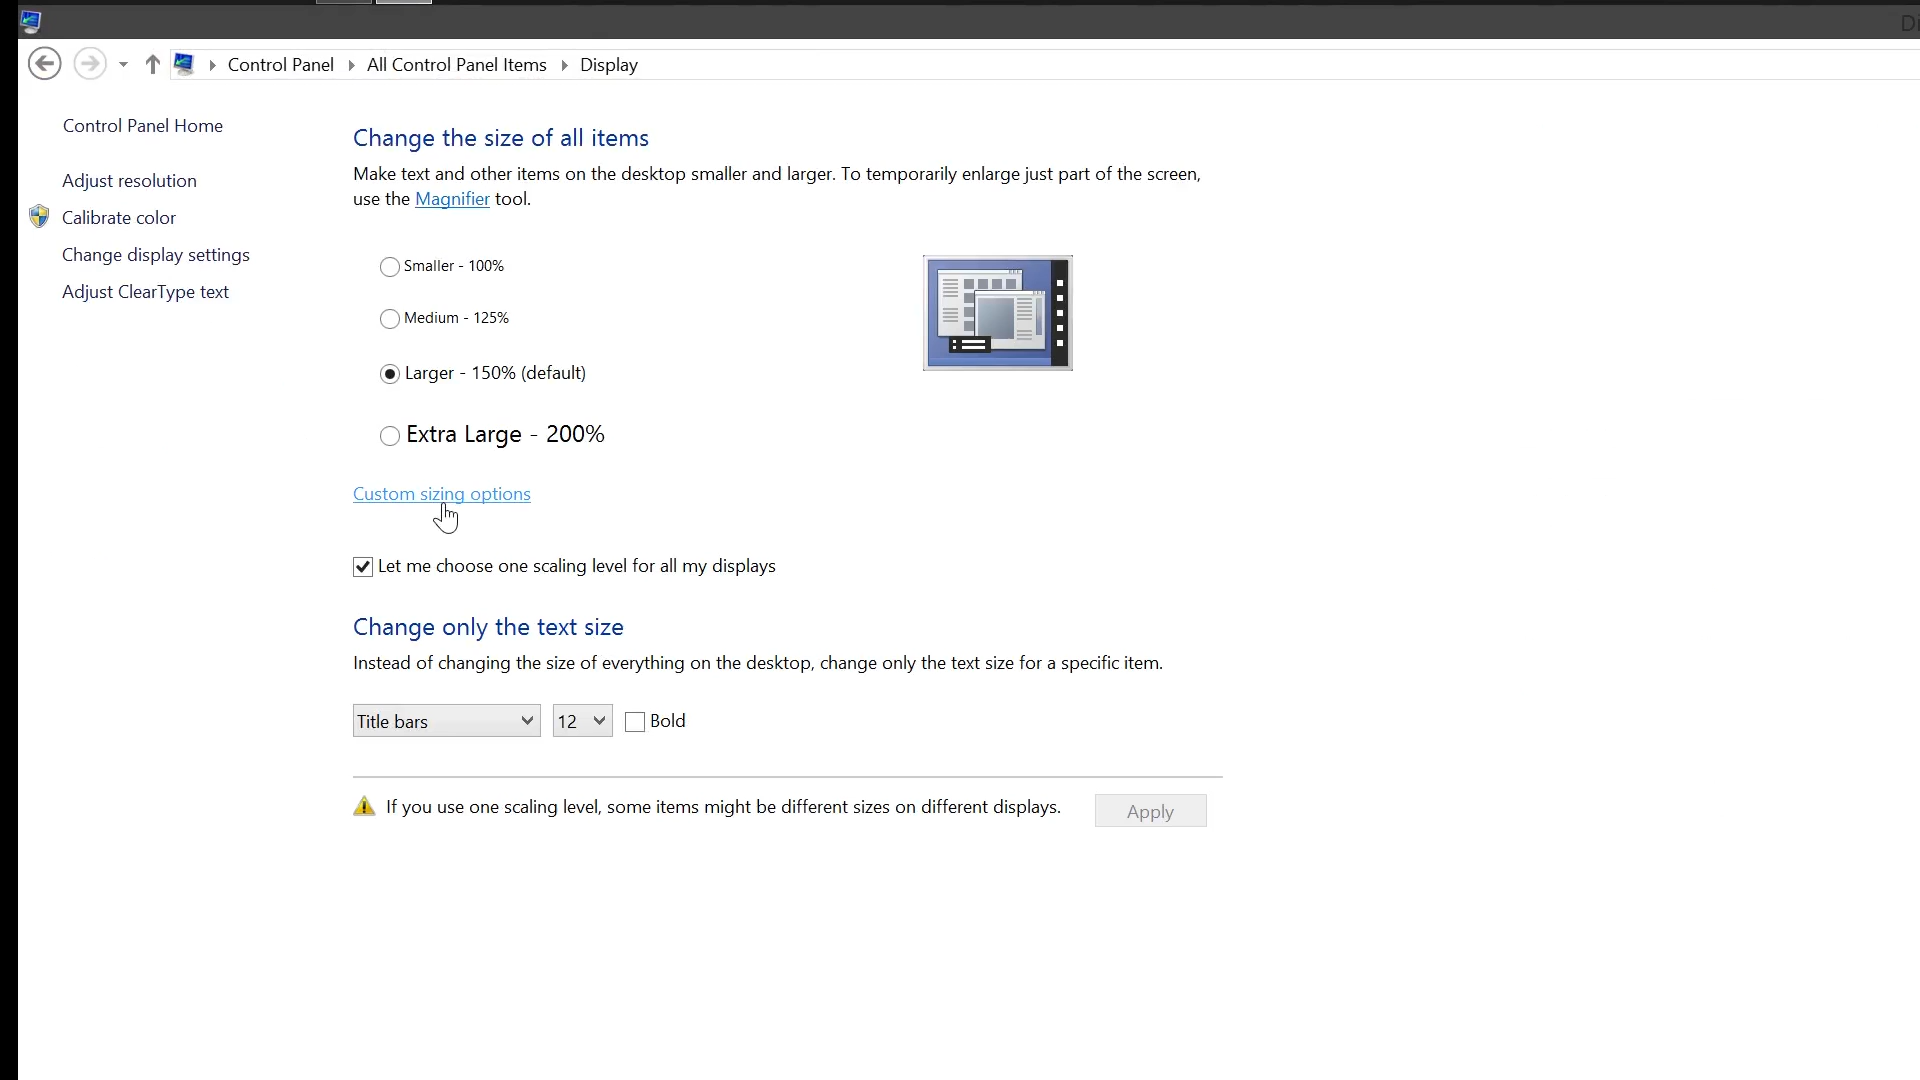 Control Panel All Control Panel Items Display
Control Panel Home
Adjust resolution
Calibrate color
Change display settings
Adjust ClearType text
Change the size of all items
Make text and other items on the desktop smaller and larger. To temporarily enlarge just part of the screen,
use the Magnifier tool.
Smaller - 100%
Medium - 125%
Larger - 150% (default)
Extra Large - 200%
Custom sizing options
Let me choose one scaling level for all my displays
Change only the text size
Instead of changing the size of everything on the desktop, change only the text size for a specific item.
Title bars 12 Bold
If you use one scaling level, some items might be different sizes on different displays. Apply